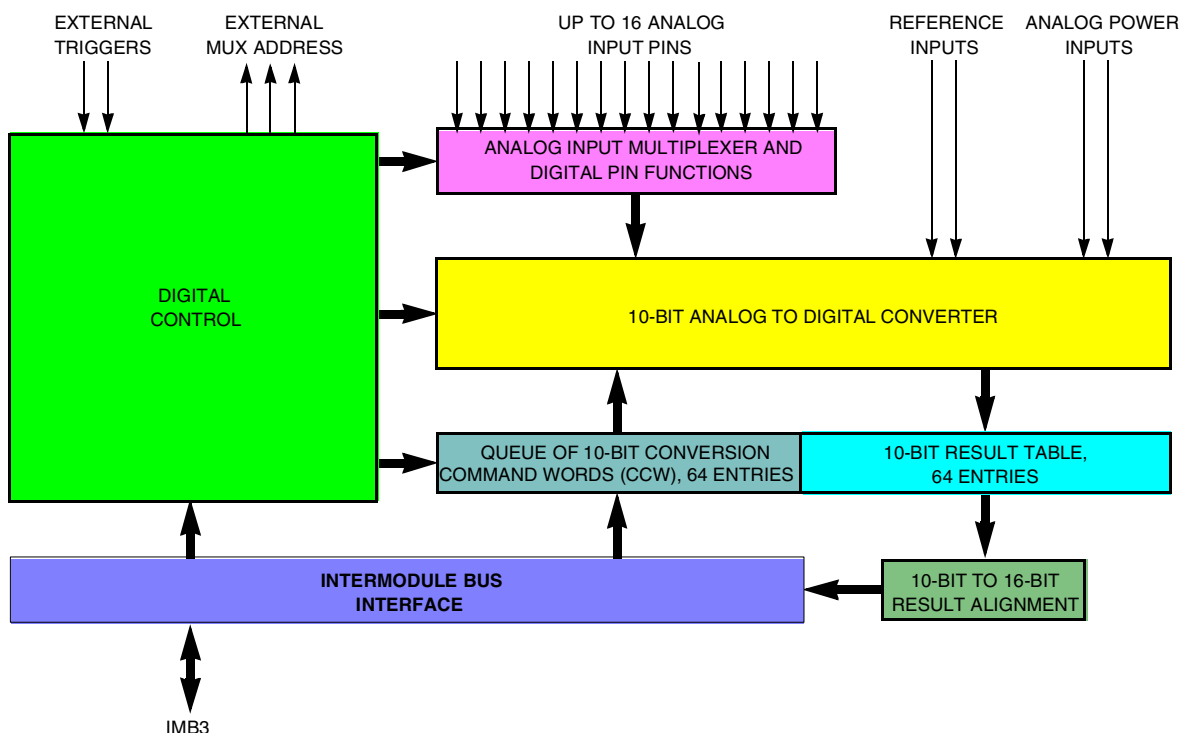 EXTERNAL
TRIGGERS
EXTERNAL
MUX ADDRESS
UP TO 16 ANALOG
INPUT PINS
REFERENCE
INPUTS
ANALOG POWER
INPUTS
ANALOG INPUT MULTIPLEXER AND
DIGITAL PIN FUNCTIONS
DIGITAL
CONTROL
10-BIT ANALOG TO DIGITAL CONVERTER
QUEUE OF 10-BIT CONVERSION
COMMAND WORDS (CCW), 64 ENTRIES
10-BIT RESULT TABLE,
64 ENTRIES
INTERMODULE BUS
INTERFACE
10-BIT TO 16-BIT
RESULT ALIGNMENT
IMB3